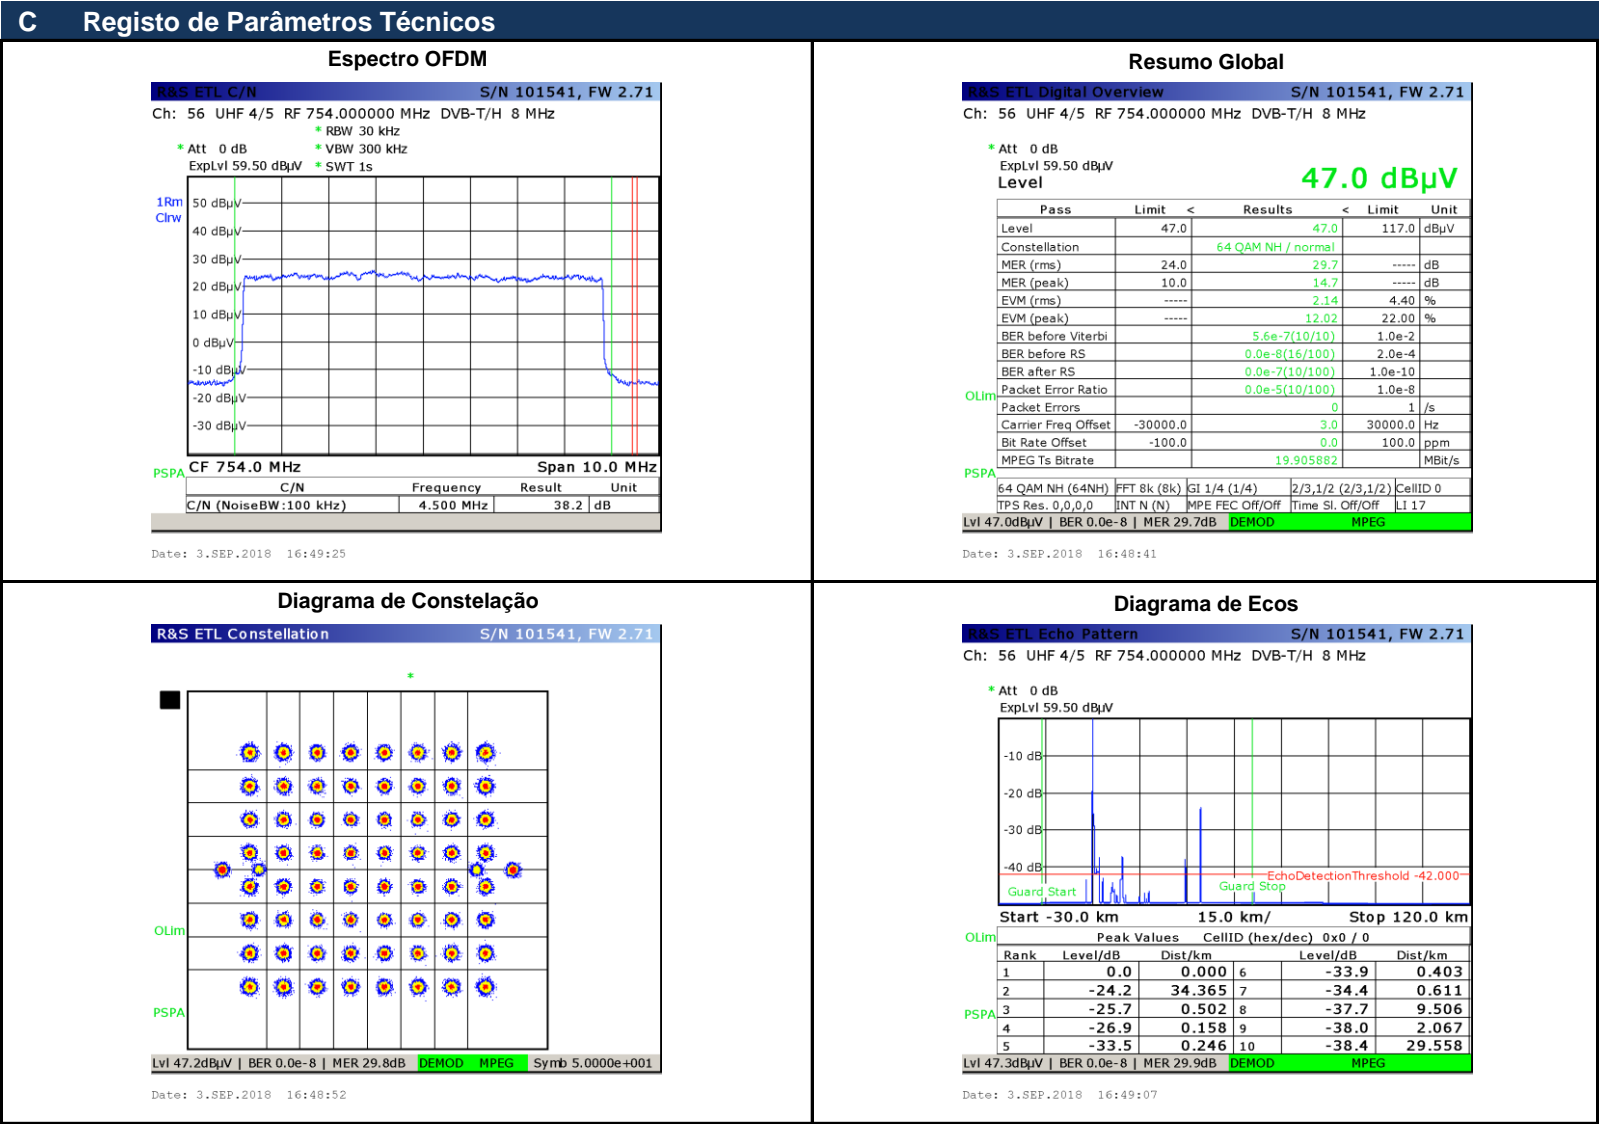 C Registo de Parâmetros Técnicos
Espectro OFDM
R&S ETL C/N S/N 101541, FW 2.71
Ch: 56 UHF 4/5 RF 754.000000 MHz DVB-T/H 8 MHz
* RBW 30 kHz
* Att 0 dB * VBW 300 kHz
ExpLvl 59.50 dBµV * SWT 1s
1Rm
Clrw
50 dBµV
40 dBµV
30 dBµV
20 dBµV
10 dBµV
0 dBµV
-10 dBµV
-20 dBµV
-30 dBµV
PSPA
CF 754.0 MHz Span 10.0 MHz
C/N Frequency Result Unit
C/N (NoiseBW:100 kHz) 4.500 MHz 38.2 dB
Date: 3.SEP.2018 16:49:25
Resumo Global
R&S ETL Digital Overview S/N 101541, FW 2.71
Ch: 56 UHF 4/5 RF 754.000000 MHz DVB-T/H 8 MHz
* Att 0 dB
ExpLvl 59.50 dBµV
Level 47.0 dBµV
Pass Limit < Results < Limit Unit
Level 47.0 47.0 117.0 dBµV
Constellation 64 QAM NH / normal
MER (rms) 24.0 29.7 ----- dB
MER (peak) 10.0 14.7 ----- dB
EVM (rms) ----- 2.14 4.40 %
EVM (peak) ----- 12.02 22.00 %
BER before Viterbi 5.6e-7(10/10) 1.0e-2
BER before RS 0.0e-8(16/100) 2.0e-4
BER after RS 0.0e-7(10/100) 1.0e-10
Packet Error Ratio 0.0e-5(10/100) 1.0e-8
OLim
Packet Errors 0 1 /s
Carrier Freq Offset -30000.0 3.0 30000.0 Hz
Bit Rate Offset -100.0 0.0 100.0 ppm
MPEG Ts Bitrate 19.905882 MBit/s
PSPA
64 QAM NH (64NH) FFT 8k (8k) GI 1/4 (1/4) 2/3,1/2 (2/3,1/2) CellID 0
TPS Res. 0,0,0,0 INT N (N) MPE FEC Off/Off Time Sl. Off/Off LI 17
Lvl 47.0dBµV | BER 0.0e-8 | MER 29.7dB DEMOD MPEG
Date: 3.SEP.2018 16:48:41
Diagrama de Constelação
R&S ETL Constellation S/N 101541, FW 2.71
*
OLim
PSPA
Lvl 47.2dBµV | BER 0.0e-8 | MER 29.8dB DEMOD MPEG Symb 5.0000e+001
Date: 3.SEP.2018 16:48:52
Diagrama de Ecos
R&S ETL Echo Pattern S/N 101541, FW 2.71
Ch: 56 UHF 4/5 RF 754.000000 MHz DVB-T/H 8 MHz
* Att 0 dB
ExpLvl 59.50 dBµV
-10 dB
-20 dB
-30 dB
-40 dB
EchoDetectionThreshold -42.000
Guard Start Guard Stop
Start -30.0 km 15.0 km/ Stop 120.0 km
OLim
Peak Values CellID (hex/dec) 0x0 / 0
Rank Level/dB Dist/km Level/dB Dist/km
1 0.0 0.000 6 -33.9 0.403
2 -24.2 34.365 7 -34.4 0.611
PSPA
3 -25.7 0.502 8 -37.7 9.506
4 -26.9 0.158 9 -38.0 2.067
5 -33.5 0.246 10 -38.4 29.558
Lvl 47.3dBµV | BER 0.0e-8 | MER 29.9dB DEMOD MPEG
Date: 3.SEP.2018 16:49:07